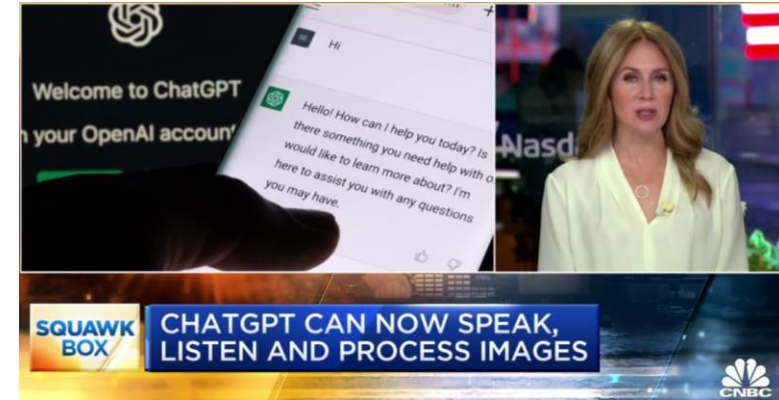 Welcome to ChatGPT
your OpenAI account
Hi
Hello! How can I help you today? Is
there something you need help with o
would like to learn more about? I'm
here to assist you with any questions
you may have.
Nasd
SQUAWK
BOX
CHATGPT CAN NOW SPEAK,
LISTEN AND PROCESS IMAGES
CNBC